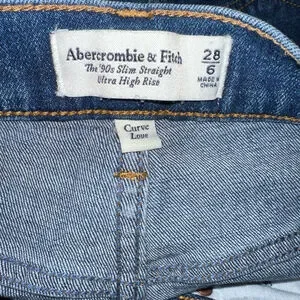 Abercrombie & Fitch
The '90s Slim Straight
Ultra High Rise
28
6
MADE IN
CHINA
Curve
Love